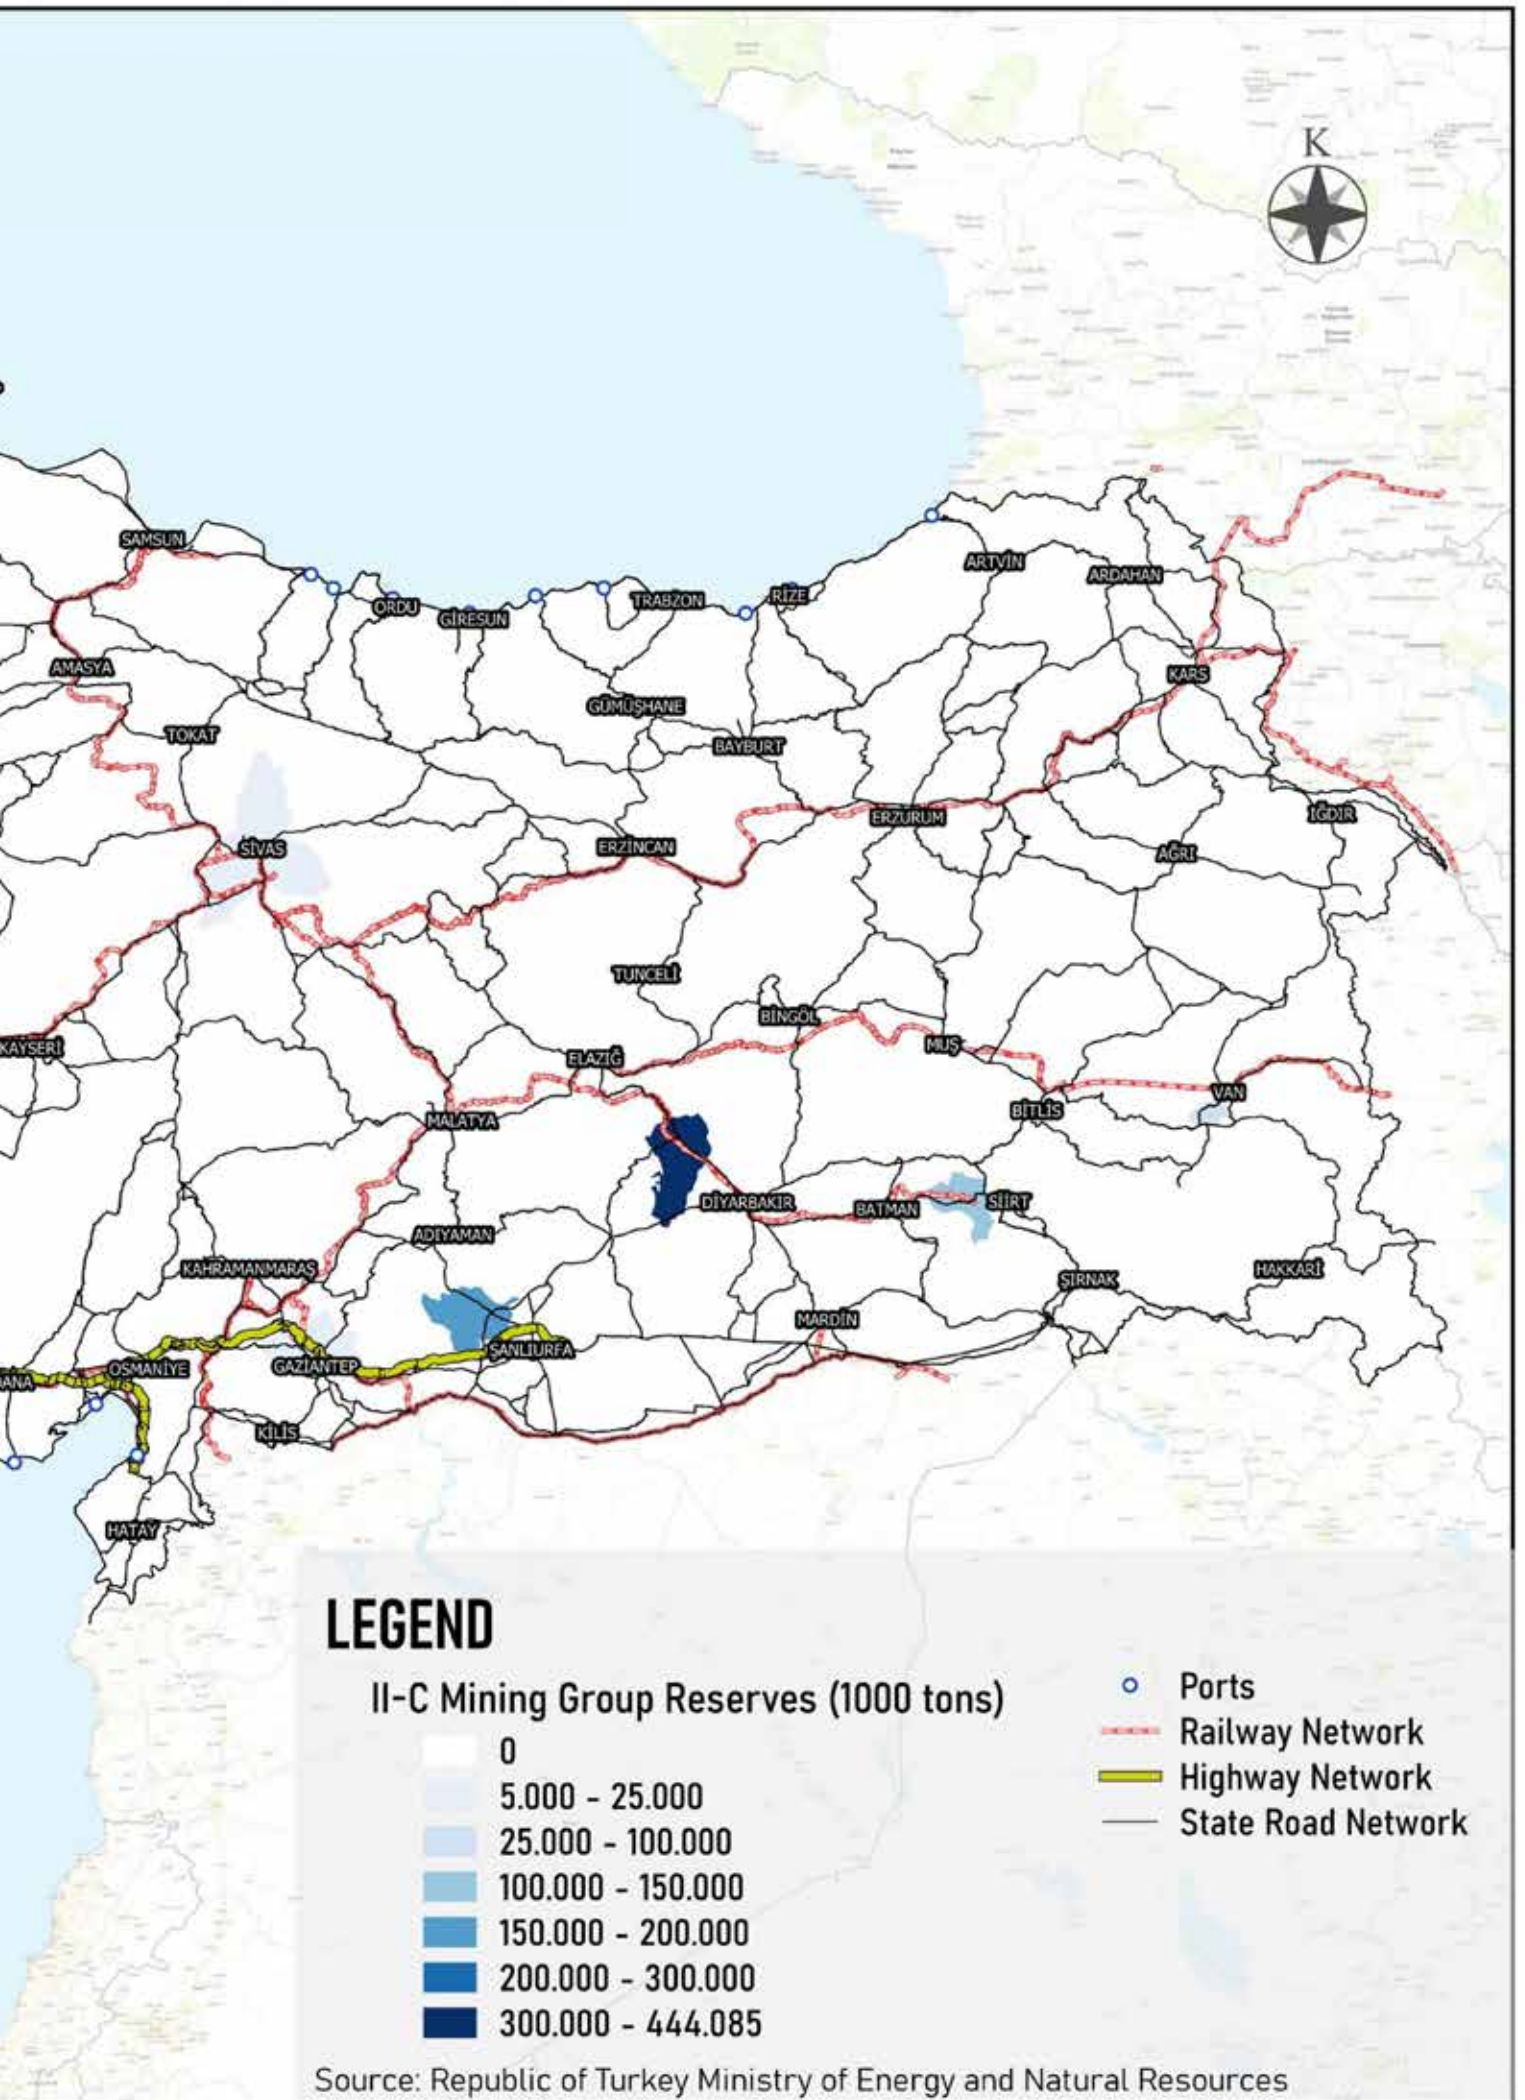 K
SAMSUN
ORDU
GİRESUN
TRABZON
RİZE
ARTVİN
ARDAHAN
AMASYA
KARS
TOKAT
GÜMÜŞHANE
BAYBURT
SİVAS
ERZİNCAN
ERZURUM
IĞDIR
AĞRI
TUNCELİ
BİNGÖL
KAYSERİ
ELAZIĞ
MUŞ
MALATYA
BİTLİS
VAN
DİYARBAKIR
BATMAN
SİİRT
ADIYAMAN
KAHRAMANMARAŞ
ŞIRNAK
HAKKARİ
MARDİN
ŞANLIURFA
OSMANİYE
GAZİANTEP
ANA
KİLİS
HATAY
LEGEND
II-C Mining Group Reserves (1000 tons)
0
5.000 - 25.000
25.000 - 100.000
100.000 - 150.000
150.000 - 200.000
200.000 - 300.000
300.000 - 444.085
Ports
Railway Network
Highway Network
State Road Network
Source: Republic of Turkey Ministry of Energy and Natural Resources